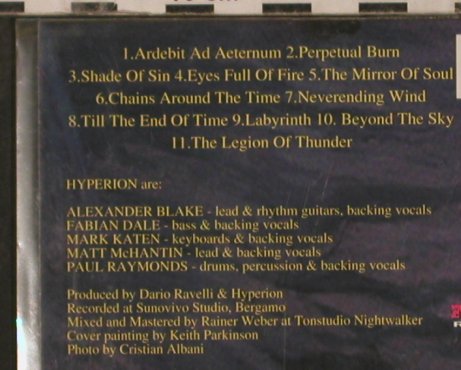 1.Ardebit Ad Aeternum 2.Perpetual Burn
3.Shade Of Sin 4.Eyes Full Of Fire 5.The Mirror Of Soul
6.Chains Around The Time 7.Neverending Wind
8.Till The End Of Time 9.Labyrinth 10. Beyond The Sky
11.The Legion Of Thunder
HYPERION are:
ALEXANDER BLAKE - lead & rhythm guitars, backing vocals
FABIAN DALE - bass & backing vocals
MARK KATEN - keyboards & backing vocals
MATT McHANTIN - lead & backing vocals
PAUL RAYMONDS - drums, percussion & backing vocals
Produced by Dario Ravelli & Hyperion
Recorded at Sunovivo Studio, Bergamo
Mixed and Mastered by Rainer Weber at Tonstudio Nightwalker
Cover painting by Keith Parkinson
Photo by Cristian Albani